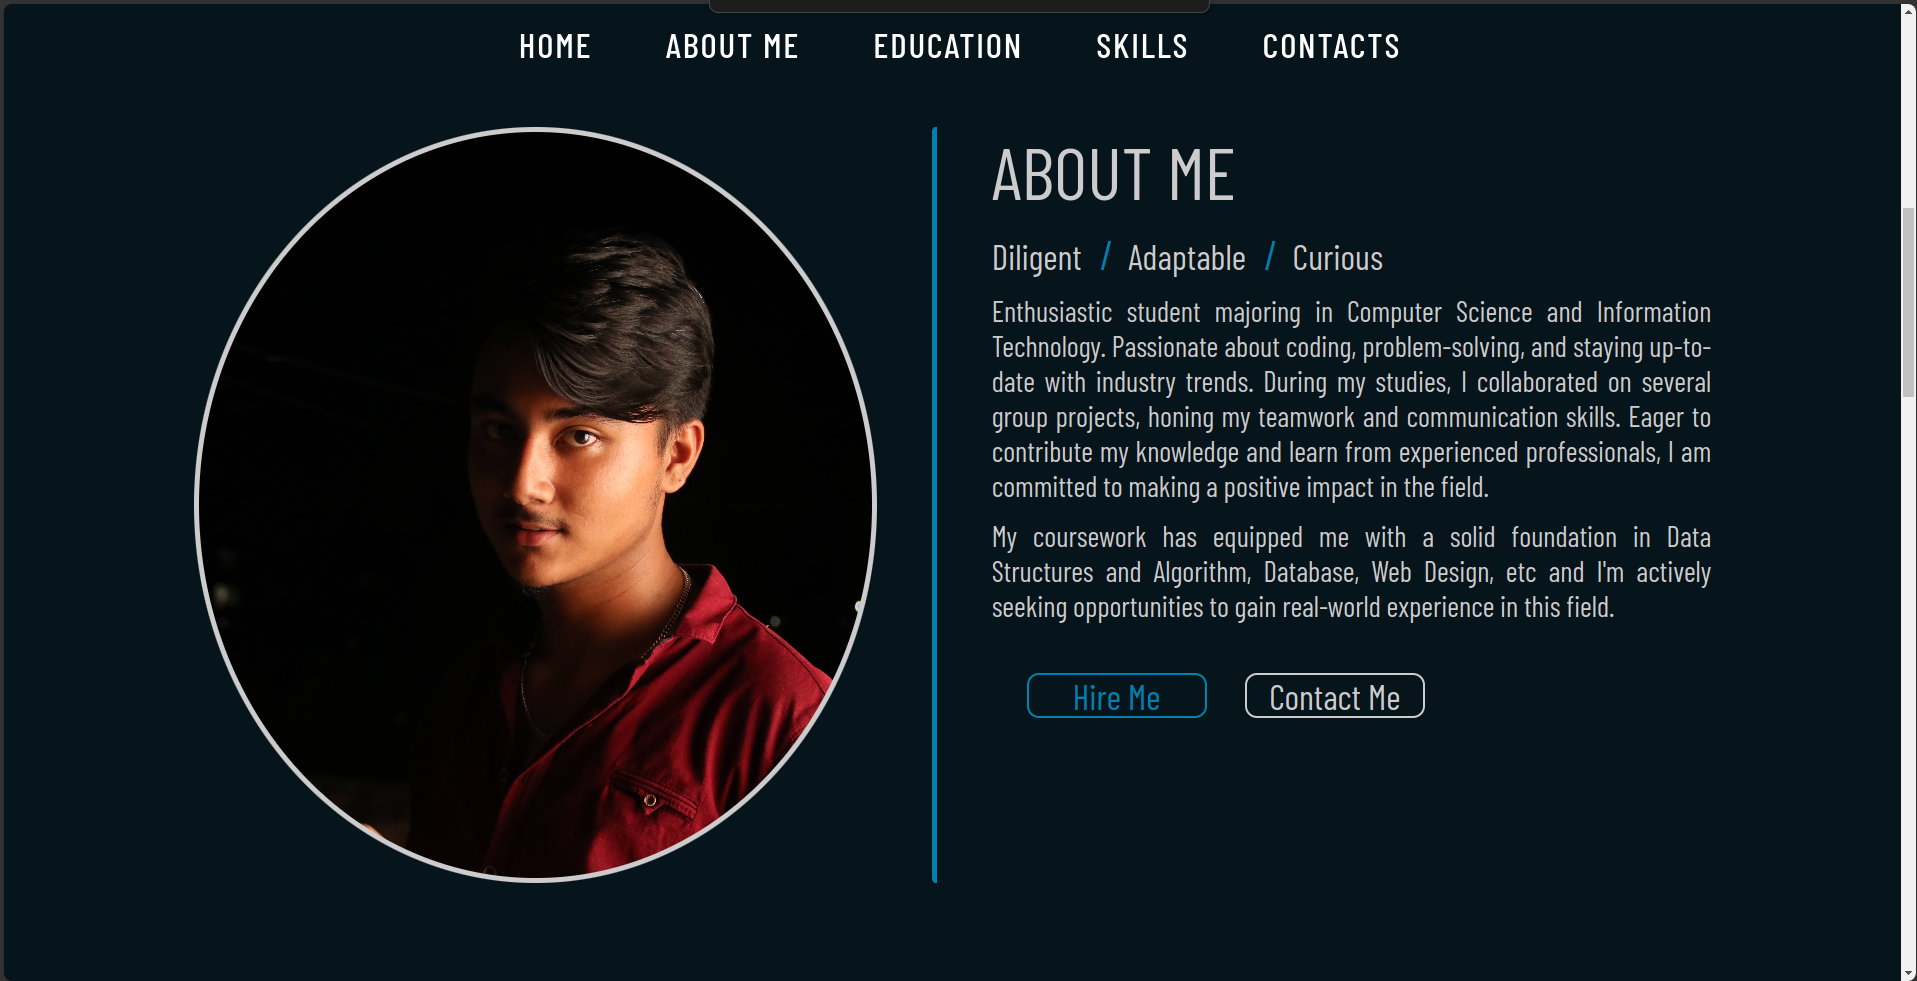 HOME ABOUT ME EDUCATION SKILLS CONTACTS
ABOUT ME
Diligent / Adaptable / Curious
Enthusiastic student majoring in Computer Science and Information
Technology. Passionate about coding, problem-solving, and staying up-to-
date with industry trends. During my studies, I collaborated on several
group projects, honing my teamwork and communication skills. Eager to
contribute my knowledge and learn from experienced professionals, I am
committed to making a positive impact in the field.
My coursework has equipped me with a solid foundation in Data
Structures and Algorithm, Database, Web Design, etc and I'm actively
seeking opportunities to gain real-world experience in this field.
Hire Me Contact Me